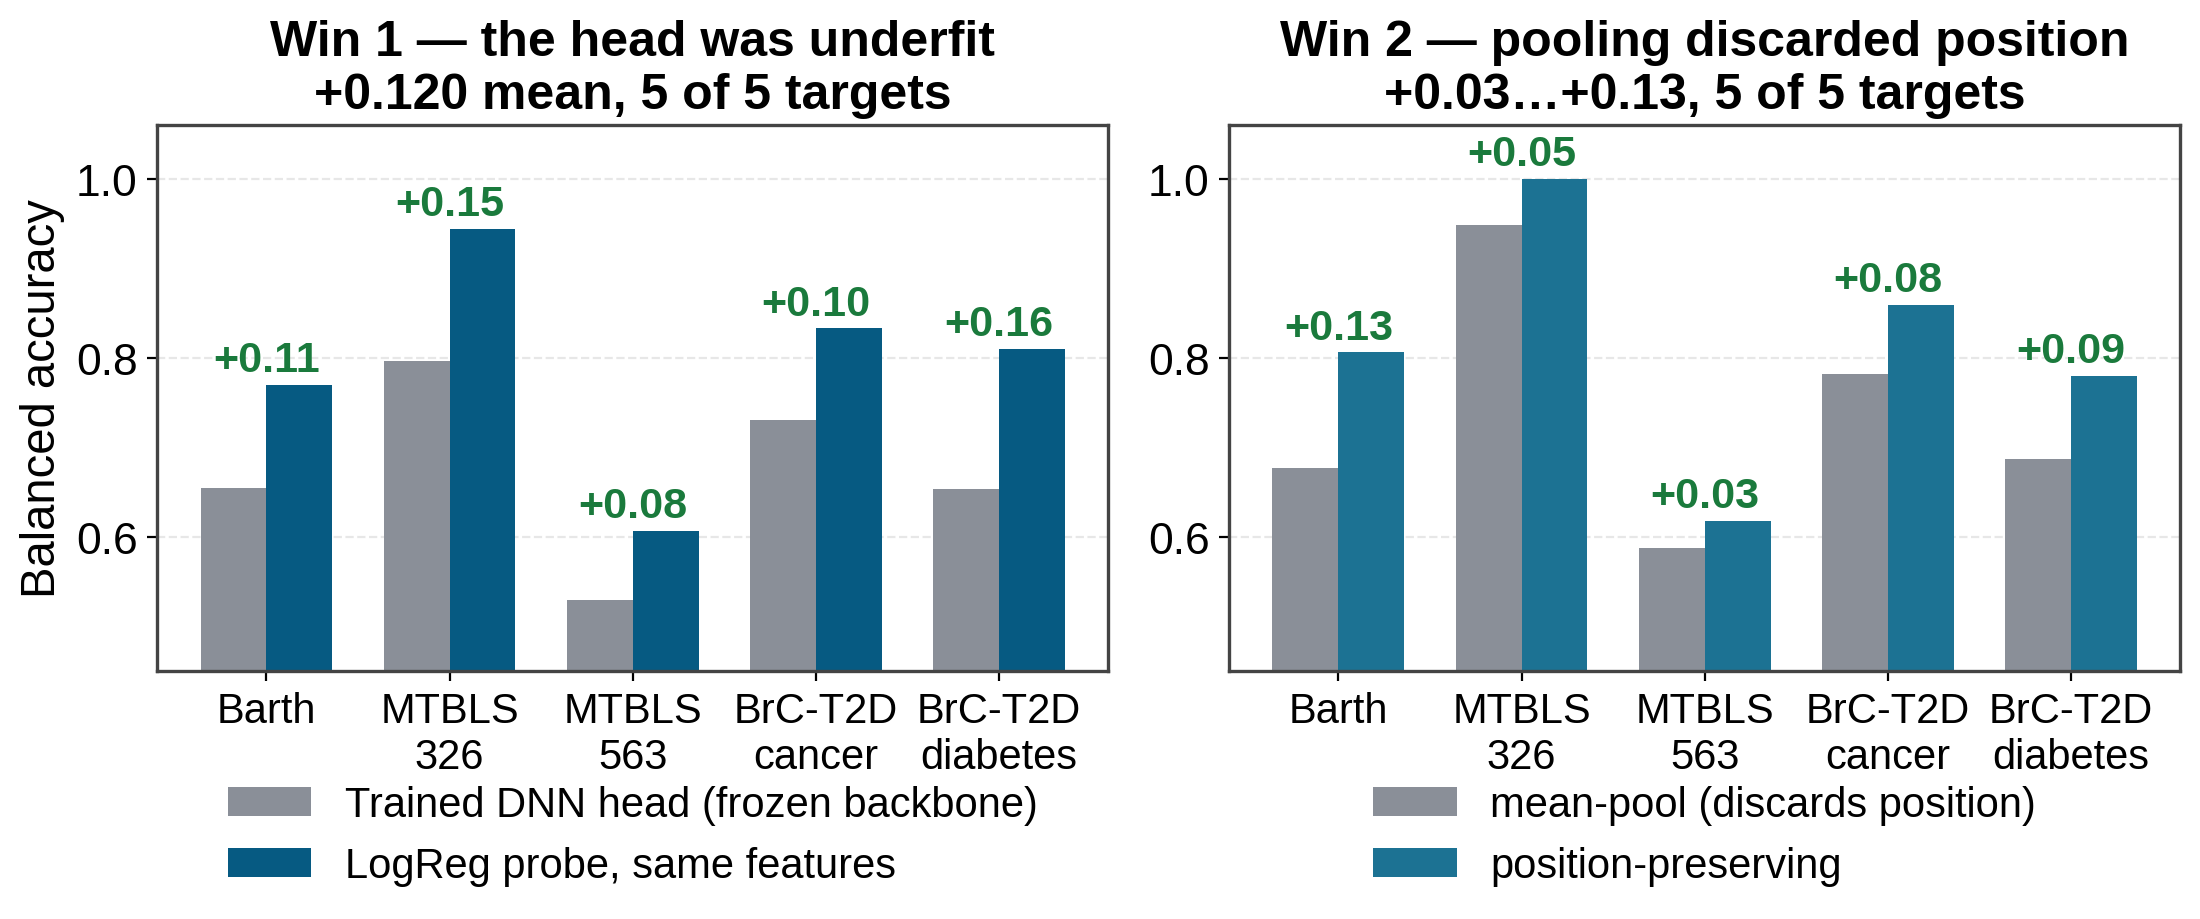 Win 1 — the head was underfit
+0.120 mean, 5 of 5 targets
Balanced accuracy
1.0
0.8
0.6
+0.11
+0.15
+0.08
+0.10
+0.16
Barth
MTBLS
326
MTBLS
563
BrC-T2D
cancer
BrC-T2D
diabetes
Trained DNN head (frozen backbone)
LogReg probe, same features
Win 2 — pooling discarded position
+0.03…+0.13, 5 of 5 targets
1.0
0.8
0.6
+0.13
+0.05
+0.03
+0.08
+0.09
Barth
MTBLS
326
MTBLS
563
BrC-T2D
cancer
BrC-T2D
diabetes
mean-pool (discards position)
position-preserving